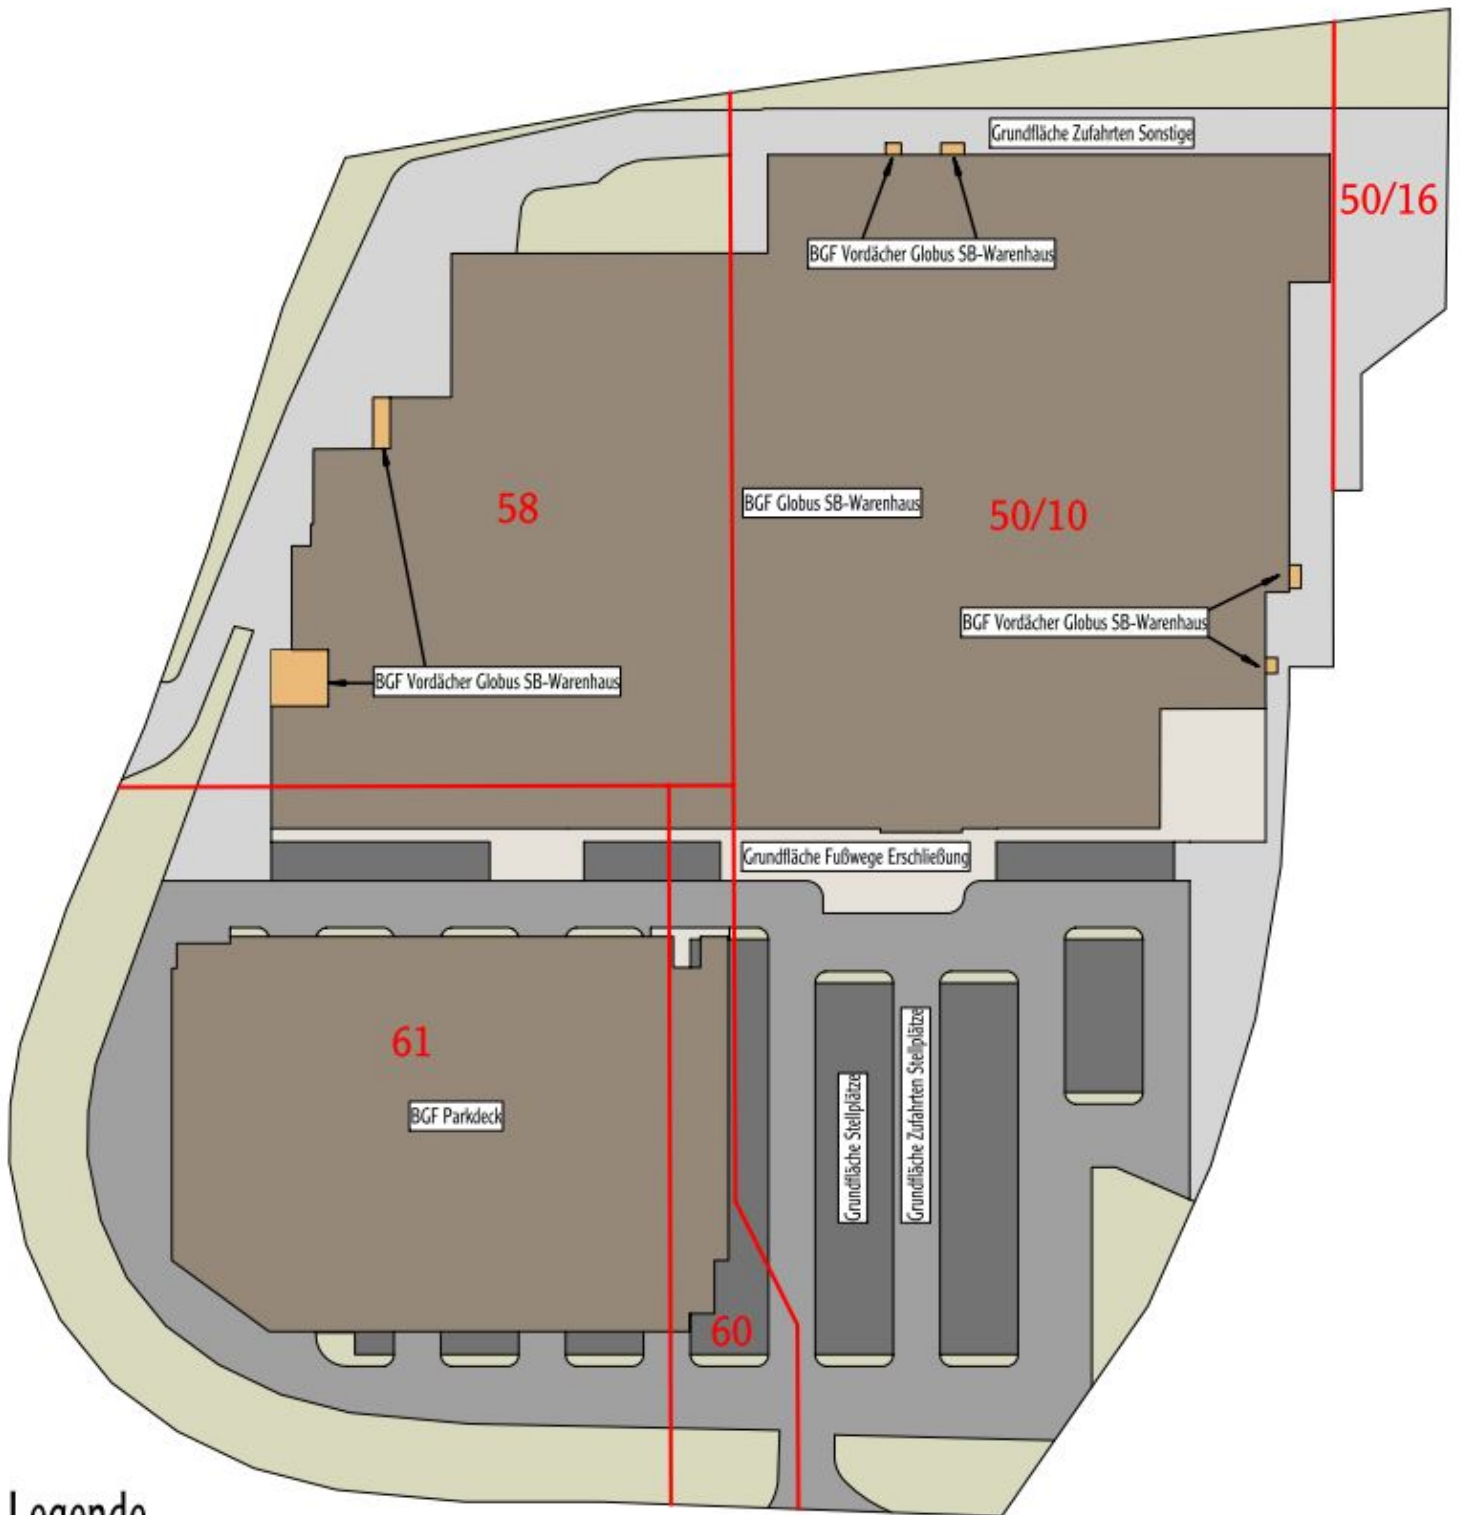 Grundfläche Zufahrten Sonstige
50/16
BGF Vordächer Globus SB-Warenhaus
58
BGF Globus SB-Warenhaus
50/10
BGF Vordächer Globus SB-Warenhaus
BGF Vordächer Globus SB-Warenhaus
Grundfläche Fußwege Erschließung
61
BGF Parkdeck
Grundfläche Stellplätze
Grundfläche Zufahrten Stellplätze
60
Legende